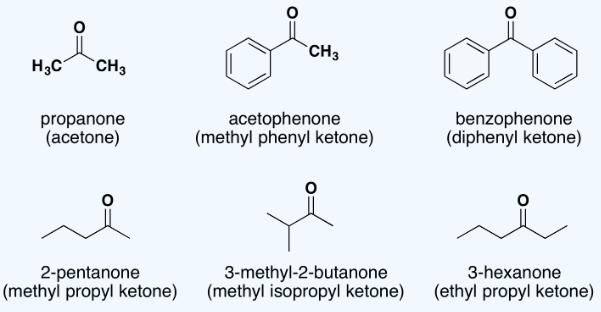 O
H₃C CH₃
propanone
(acetone)
O
CH₃
acetophenone
(methyl phenyl ketone)
O
benzophenone
(diphenyl ketone)
O
2-pentanone
(methyl propyl ketone)
O
3-methyl-2-butanone
(methyl isopropyl ketone)
O
3-hexanone
(ethyl propyl ketone)